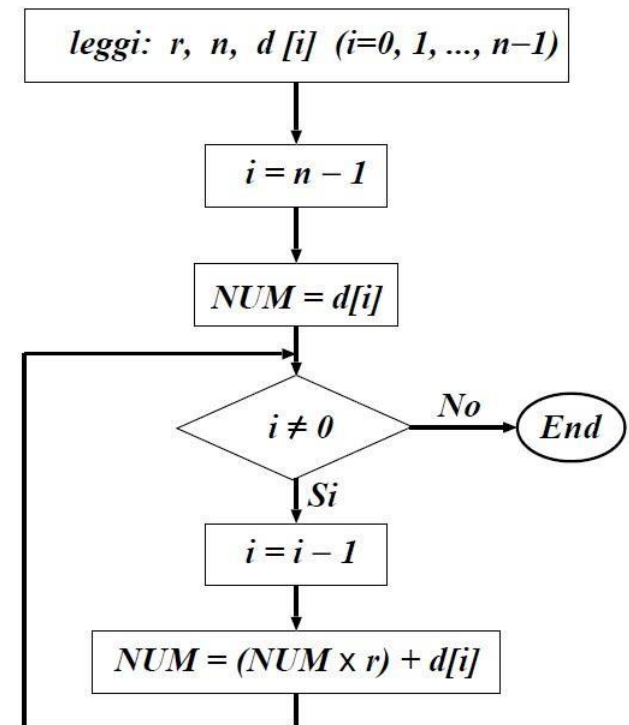 leggi: r, n, d [i] (i=0, 1, ..., n–1)
i = n – 1
NUM = d[i]
i ≠ 0
No
End
Si
i = i – 1
NUM = (NUM x r) + d[i]